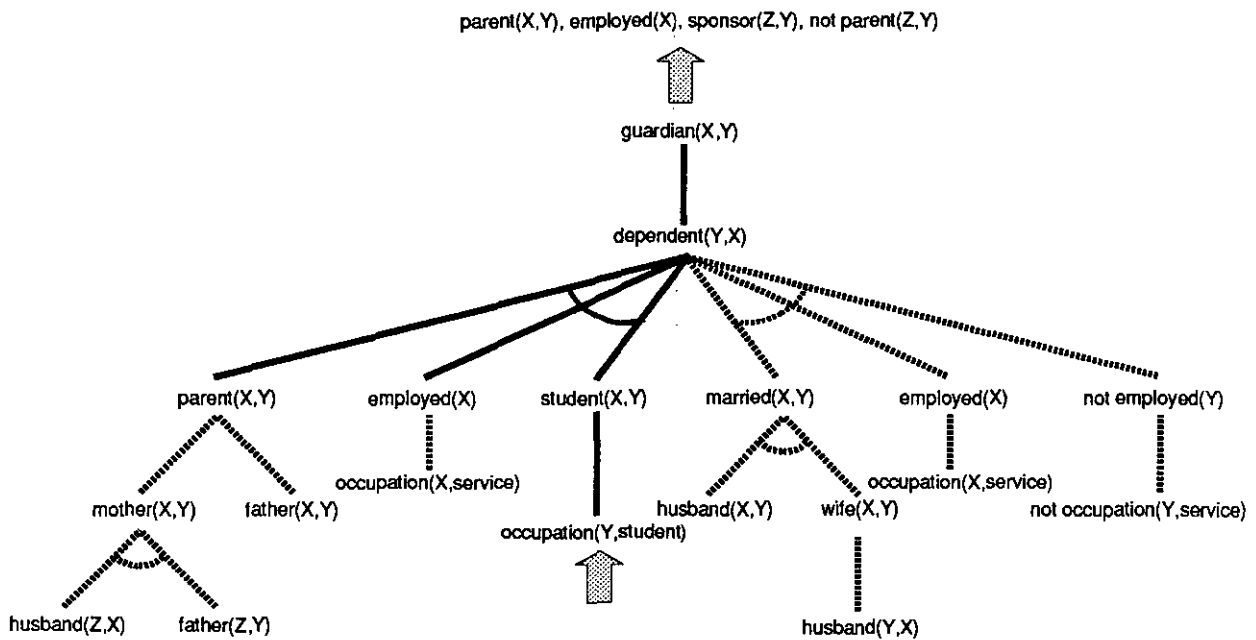 parent(X,Y), employed(X), sponsor(Z,Y), not parent(Z,Y)
guardian(X,Y)
dependent(Y,X)
parent(X,Y) employed(X) student(X,Y) married(X,Y) employed(X) not employed(Y)
occupation(X,service) occupation(X,service)
mother(X,Y) father(X,Y) husband(X,Y) wife(X,Y) not occupation(Y,service)
occupation(Y,student)
husband(Z,X) father(Z,Y) husband(Y,X)